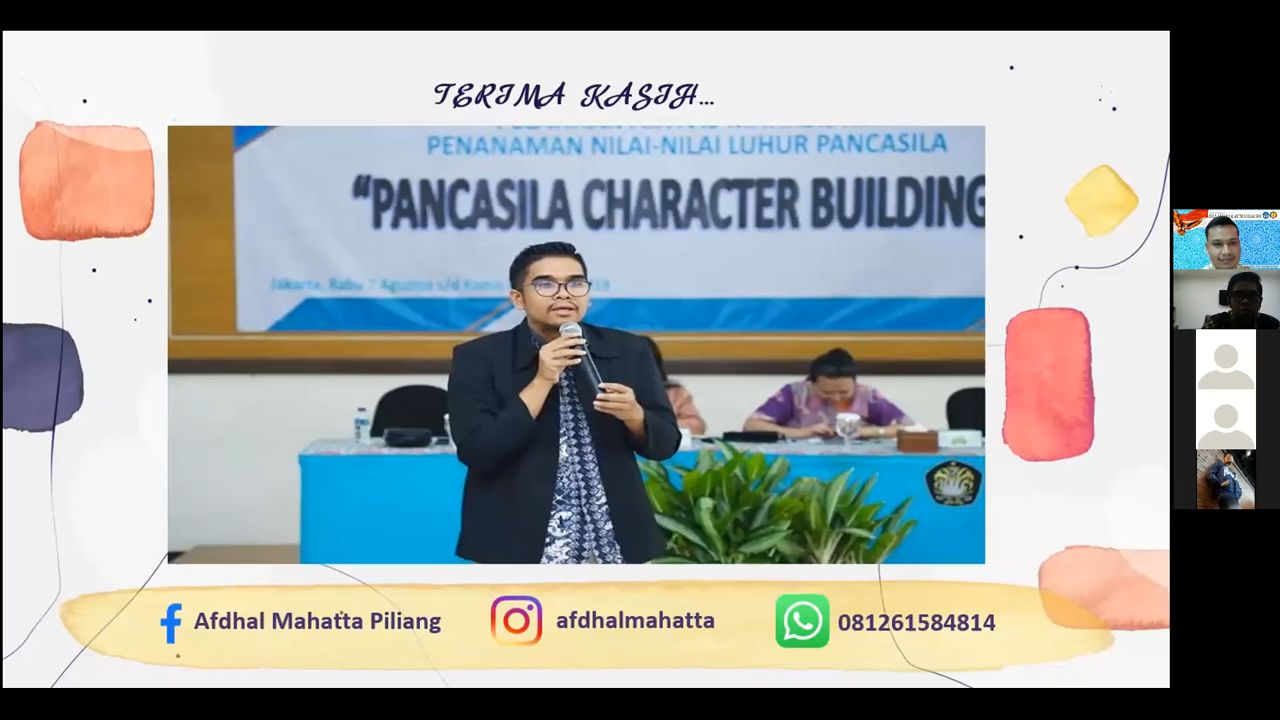 TERIMA KASIH...
PENANAMAN NILAI-NILAI LUHUR PANCASILA
"PANCASILA CHARACTER BUILDING
Jakarta, Rabu 7 Agustus s/d Kamis
Afdhal Mahatta Piliang
afdhalmahatta
081261584814